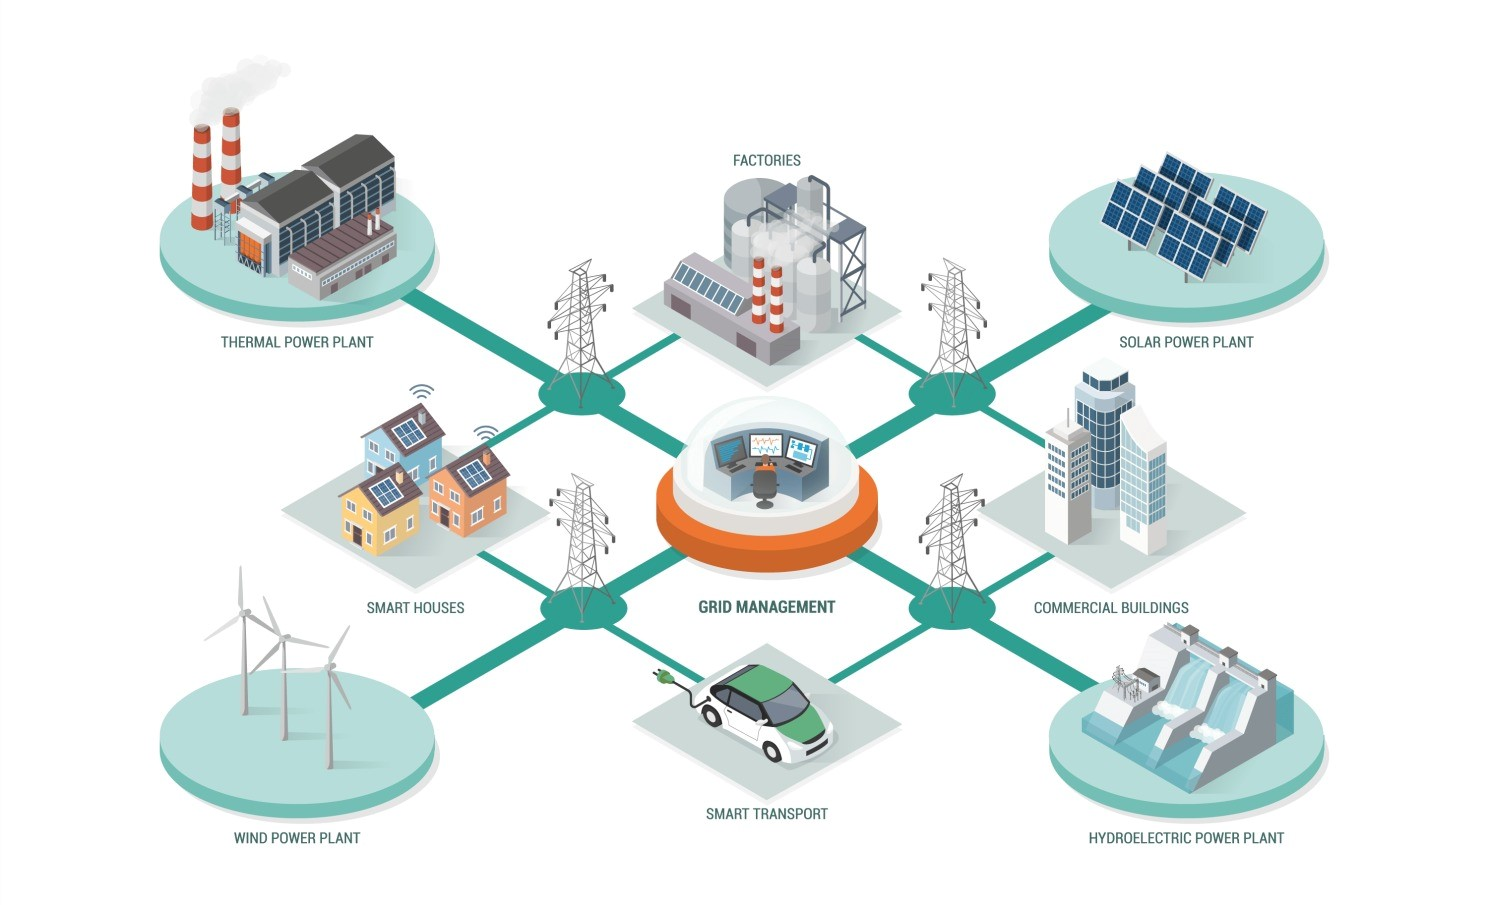 FACTORIES
THERMAL POWER PLANT
SOLAR POWER PLANT
SMART HOUSES
GRID MANAGEMENT
COMMERCIAL BUILDINGS
SMART TRANSPORT
WIND POWER PLANT
HYDROELECTRIC POWER PLANT